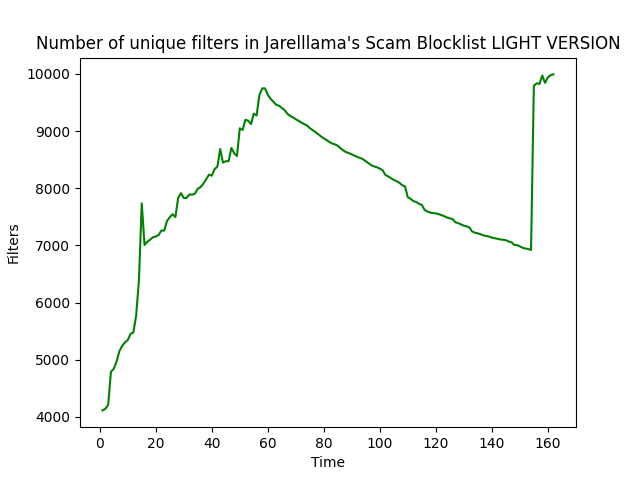 Number of unique filters in Jarelllama's Scam Blocklist LIGHT VERSION
10000
9000
8000
7000
6000
5000
4000
Filters
0 20 40 60 80 100 120 140 160
Time